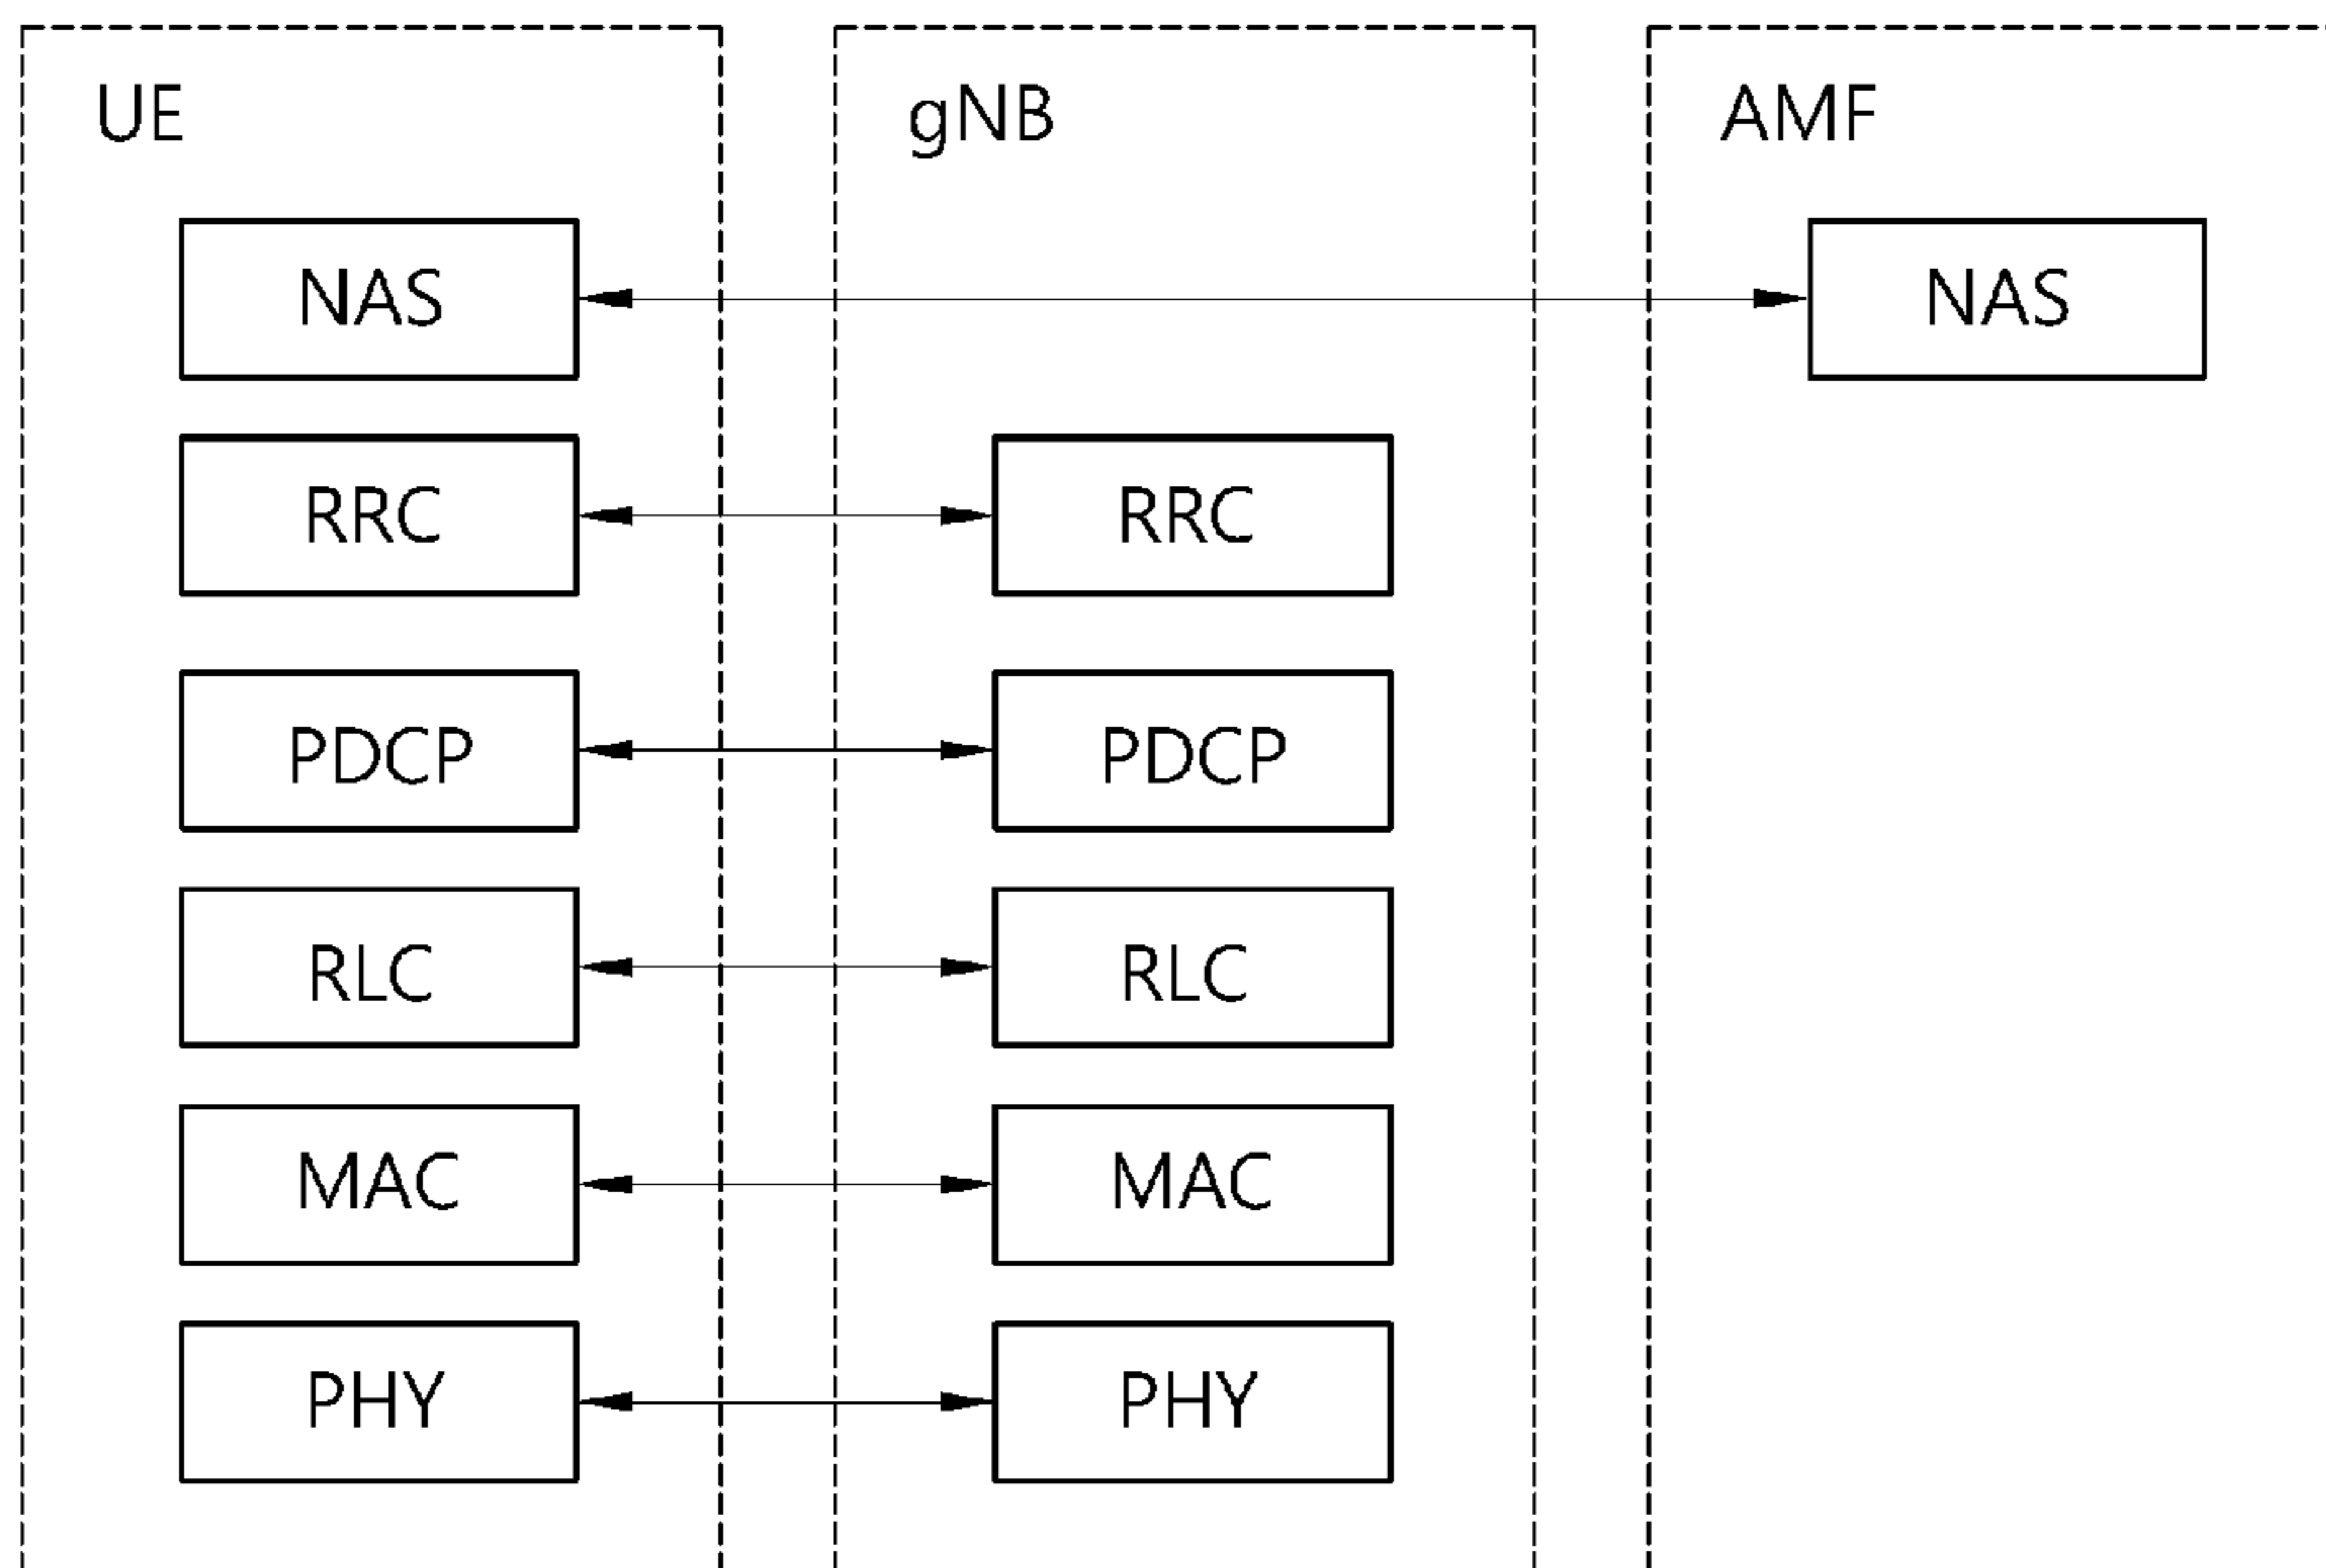 UE
gNB
AMF
NAS
NAS
RRC
RRC
PDCP
PDCP
RLC
RLC
MAC
MAC
PHY
PHY